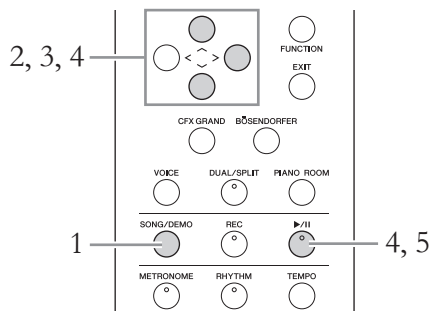 2, 3, 4
FUNCTION
EXIT
CFX GRAND BÖSENDORFER
VOICE DUAL/SPLIT PIANO ROOM
SONG/DEMO REC ▶/II
1
4, 5
METRONOME RHYTHM TEMPO